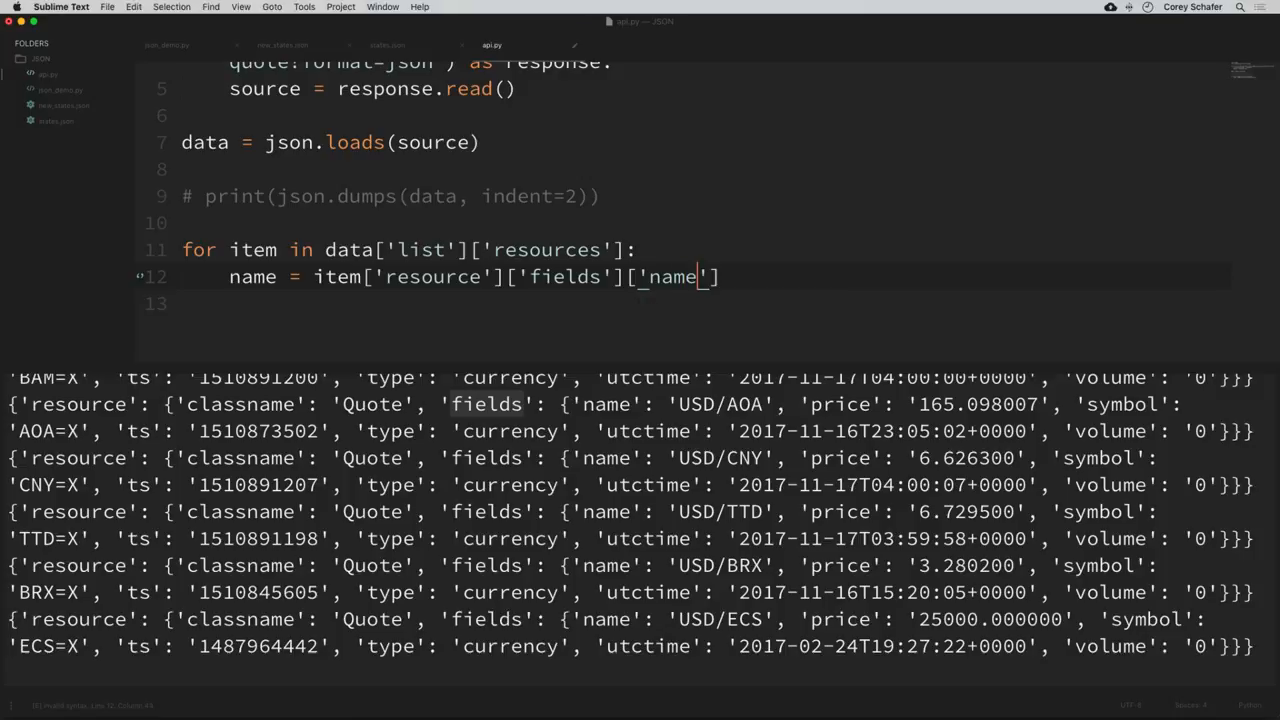 Sublime Text File Edit Selection Find View Goto Tools Project Window Help Corey Schafer
api.py — JSON
FOLDERS
JSON
api.py
json_demo.py
new_states.json
states.json
json_demo.py × new_states.json × states.json × api.py
quote?format=json") as response:
5 source = response.read()
6
7 data = json.loads(source)
8
9 # print(json.dumps(data, indent=2))
10
11 for item in data['list']['resources']:
12 name = item['resource']['fields']['name']
13
'BAM=X', 'ts': '1510891200', 'type': 'currency', 'utctime': '2017-11-17T04:00:00+0000', 'volume': '0'}}}
{'resource': {'classname': 'Quote', 'fields': {'name': 'USD/AOA', 'price': '165.098007', 'symbol':
'AOA=X', 'ts': '1510873502', 'type': 'currency', 'utctime': '2017-11-16T23:05:02+0000', 'volume': '0'}}}
{'resource': {'classname': 'Quote', 'fields': {'name': 'USD/CNY', 'price': '6.626300', 'symbol':
'CNY=X', 'ts': '1510891207', 'type': 'currency', 'utctime': '2017-11-17T04:00:07+0000', 'volume': '0'}}}
{'resource': {'classname': 'Quote', 'fields': {'name': 'USD/TTD', 'price': '6.729500', 'symbol':
'TTD=X', 'ts': '1510891198', 'type': 'currency', 'utctime': '2017-11-17T03:59:58+0000', 'volume': '0'}}}
{'resource': {'classname': 'Quote', 'fields': {'name': 'USD/BRX', 'price': '3.280200', 'symbol':
'BRX=X', 'ts': '1510845605', 'type': 'currency', 'utctime': '2017-11-16T15:20:05+0000', 'volume': '0'}}}
{'resource': {'classname': 'Quote', 'fields': {'name': 'USD/ECS', 'price': '25000.000000', 'symbol':
'ECS=X', 'ts': '1487964442', 'type': 'currency', 'utctime': '2017-02-24T19:27:22+0000', 'volume': '0'}}}
[E] invalid syntax, Line 12, Column 44 UTF-8 Spaces: 4 Python